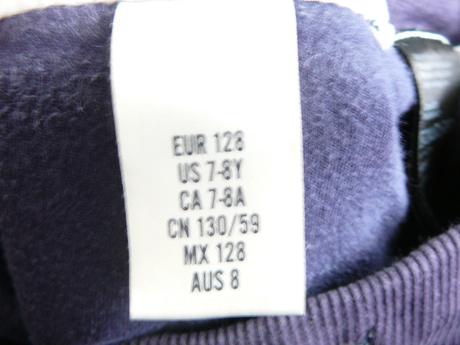 EUR 128
US 7-8Y
CA 7-8A
CN 130/59
MX 128
AUS 8